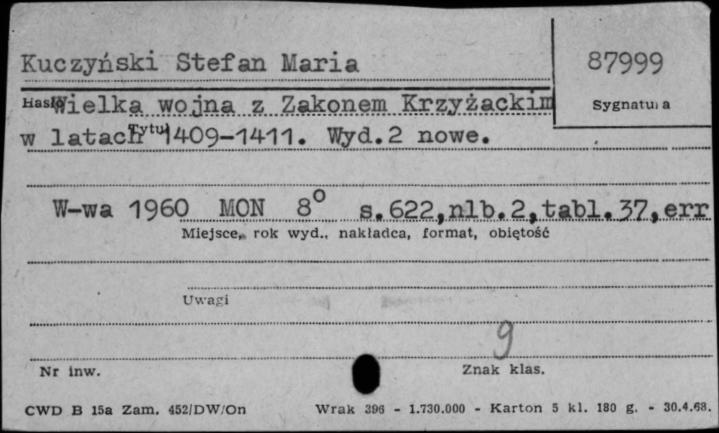 Kuczyński Stefan Maria
87999
Hasło Wielka wojna z Zakonem Krzyżackim
Sygnatura
w latach 1409-1411. Wyd.2 nowe.
Tytuł
W-wa 1960 MON 8° s.622,nlb.2,tabl.37,err
Miejsce, rok wyd., nakładca, format, objętość
Uwagi
9
Nr inw.
Znak klas.
CWD B 15a Zam. 452/DW/On Wrak 396 - 1.730.000 - Karton 5 kl. 180 g. - 30.4.68.